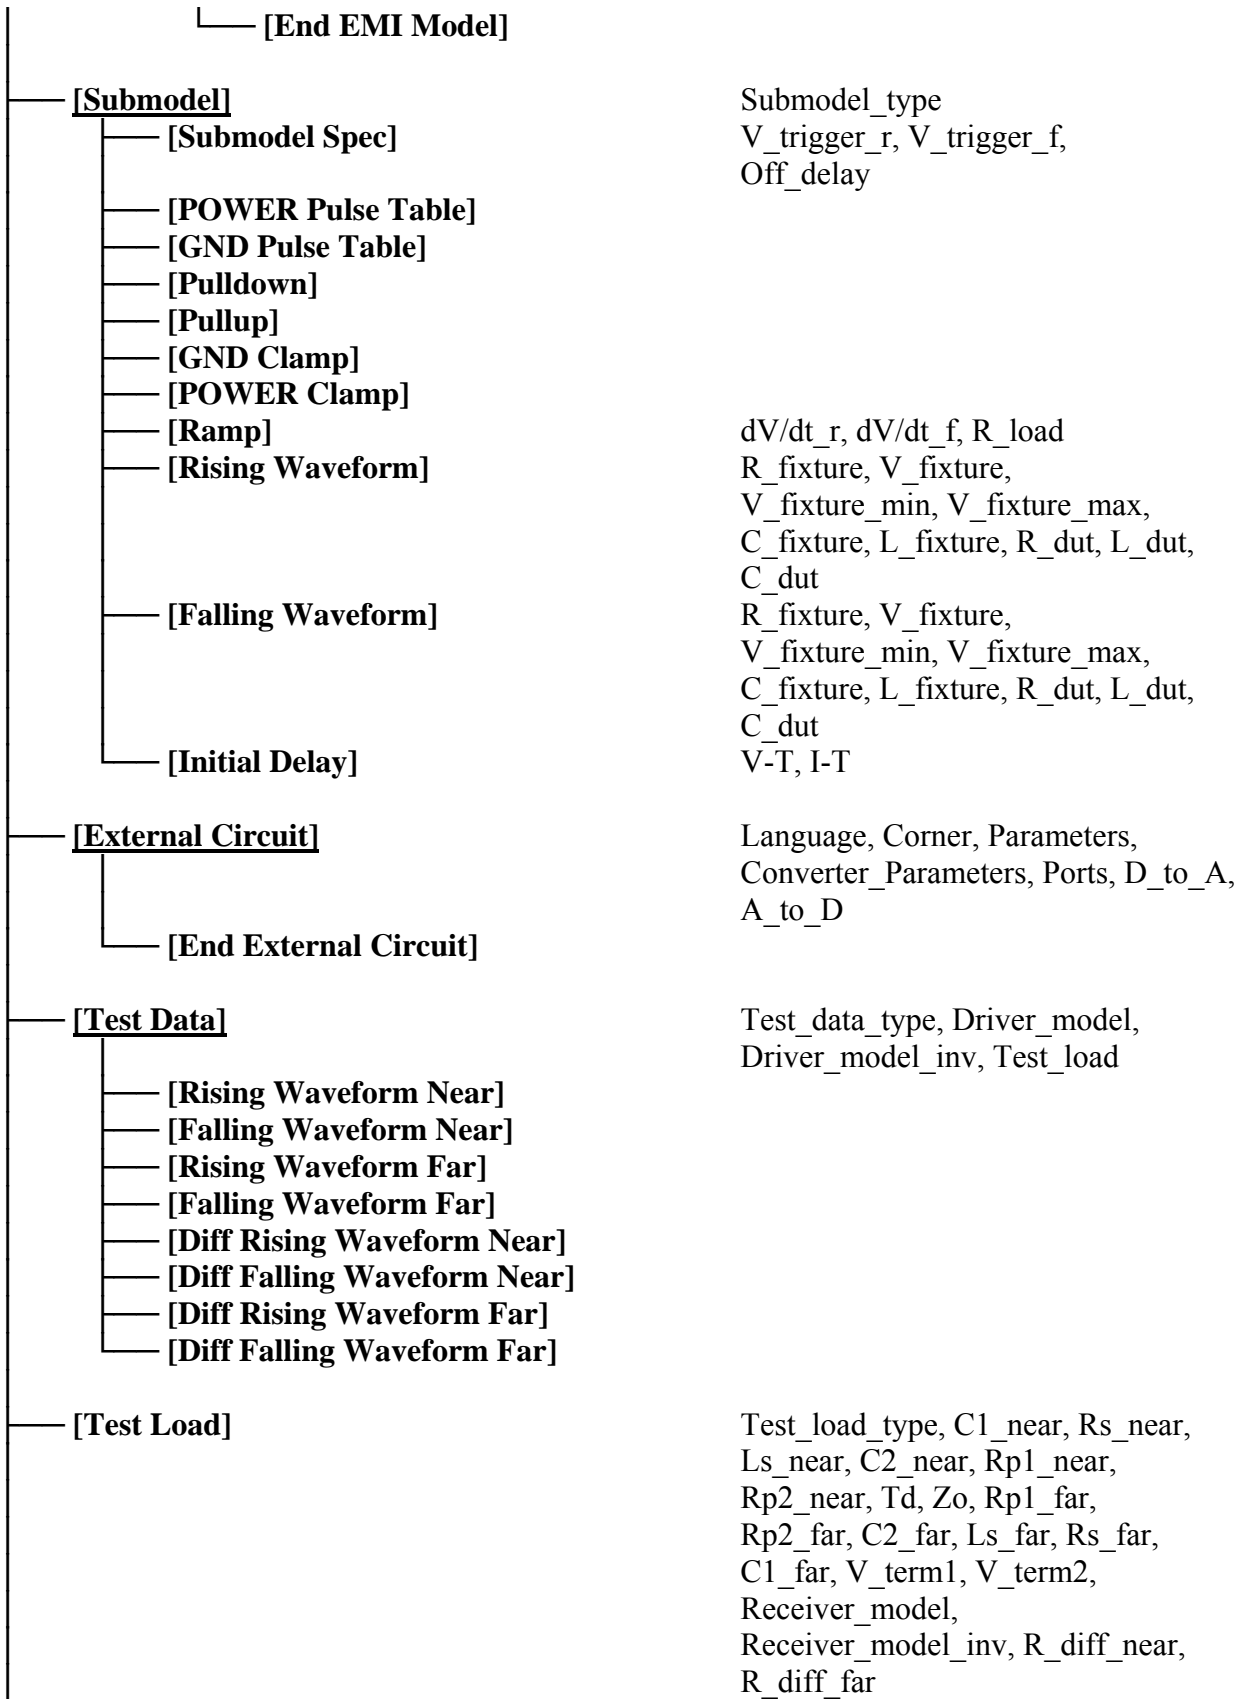 [End EMI Model]
[Submodel] Submodel_type
[Submodel Spec] V_trigger_r, V_trigger_f,
Off_delay
[POWER Pulse Table]
[GND Pulse Table]
[Pulldown]
[Pullup]
[GND Clamp]
[POWER Clamp]
[Ramp] dV/dt_r, dV/dt_f, R_load
[Rising Waveform] R_fixture, V_fixture,
V_fixture_min, V_fixture_max,
C_fixture, L_fixture, R_dut, L_dut,
C_dut
[Falling Waveform] R_fixture, V_fixture,
V_fixture_min, V_fixture_max,
C_fixture, L_fixture, R_dut, L_dut,
C_dut
[Initial Delay] V-T, I-T
[External Circuit] Language, Corner, Parameters,
Converter_Parameters, Ports, D_to_A,
A_to_D
[End External Circuit]
[Test Data] Test_data_type, Driver_model,
Driver_model_inv, Test_load
[Rising Waveform Near]
[Falling Waveform Near]
[Rising Waveform Far]
[Falling Waveform Far]
[Diff Rising Waveform Near]
[Diff Falling Waveform Near]
[Diff Rising Waveform Far]
[Diff Falling Waveform Far]
[Test Load] Test_load_type, C1_near, Rs_near,
Ls_near, C2_near, Rp1_near,
Rp2_near, Td, Zo, Rp1_far,
Rp2_far, C2_far, Ls_far, Rs_far,
C1_far, V_term1, V_term2,
Receiver_model,
Receiver_model_inv, R_diff_near,
R_diff_far